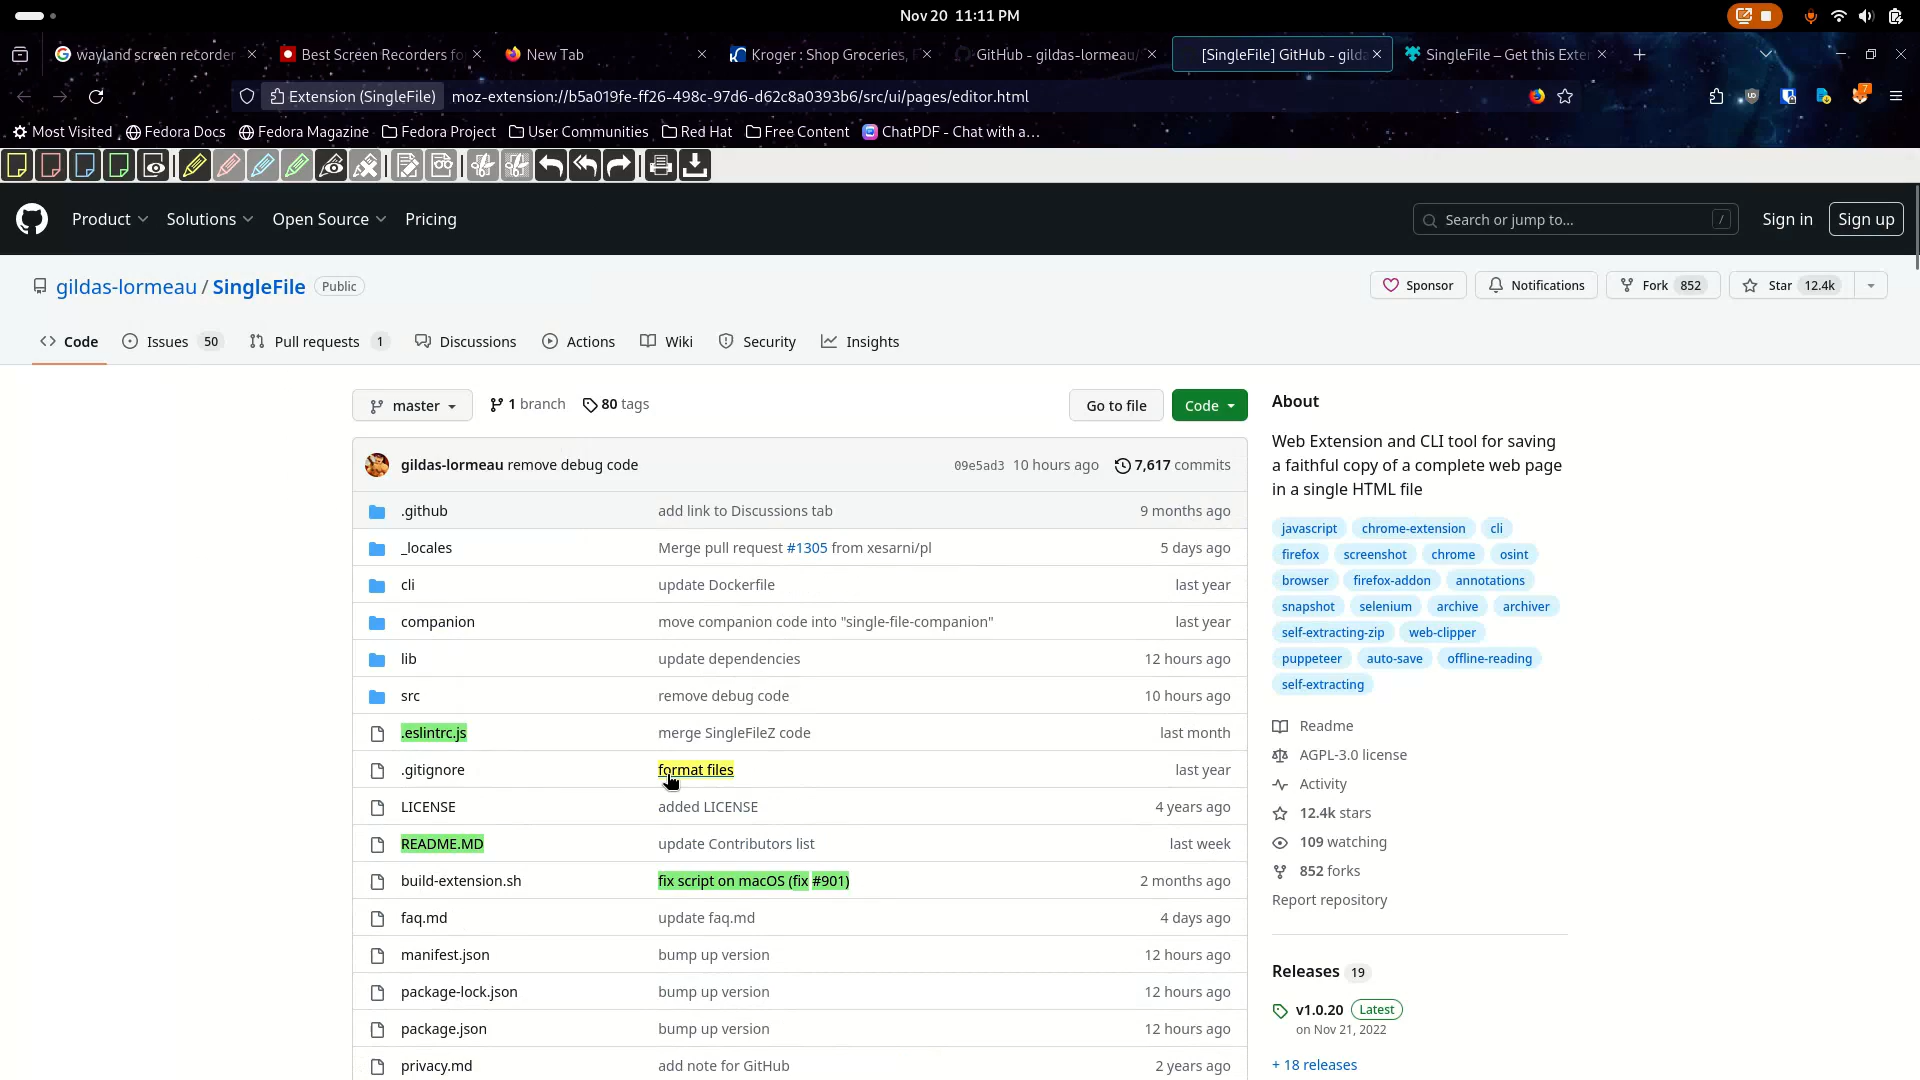 Nov 20 11:11 PM
wayland screen recorder
Best Screen Recorders fo
New Tab
Kroger : Shop Groceries,
GitHub - gildas-lormeau/
[SingleFile] GitHub - gilda
SingleFile – Get this Exter
Extension (SingleFile) moz-extension://b5a019fe-ff26-498c-97d6-d62c8a0393b6/src/ui/pages/editor.html
7
Most Visited Fedora Docs Fedora Magazine Fedora Project User Communities Red Hat Free Content ChatPDF - Chat with a…
Product Solutions Open Source Pricing Search or jump to... / Sign in Sign up
gildas-lormeau / SingleFile Public Sponsor Notifications Fork 852 Star 12.4k
Code Issues 50 Pull requests 1 Discussions Actions Wiki Security Insights
master 1 branch 80 tags Go to file Code
gildas-lormeau remove debug code 09e5ad3 10 hours ago 7,617 commits
.github add link to Discussions tab 9 months ago
_locales Merge pull request #1305 from xesarni/pl 5 days ago
cli update Dockerfile last year
companion move companion code into "single-file-companion" last year
lib update dependencies 12 hours ago
src remove debug code 10 hours ago
.eslintrc.js merge SingleFileZ code last month
.gitignore format files last year
LICENSE added LICENSE 4 years ago
README.MD update Contributors list last week
build-extension.sh fix script on macOS (fix #901) 2 months ago
faq.md update faq.md 4 days ago
manifest.json bump up version 12 hours ago
package-lock.json bump up version 12 hours ago
package.json bump up version 12 hours ago
privacy.md add note for GitHub 2 years ago
About
Web Extension and CLI tool for saving
a faithful copy of a complete web page
in a single HTML file
javascript chrome-extension cli
firefox screenshot chrome osint
browser firefox-addon annotations
snapshot selenium archive archiver
self-extracting-zip web-clipper
puppeteer auto-save offline-reading
self-extracting
Readme
AGPL-3.0 license
Activity
12.4k stars
109 watching
852 forks
Report repository
Releases 19
v1.0.20 Latest
on Nov 21, 2022
+ 18 releases